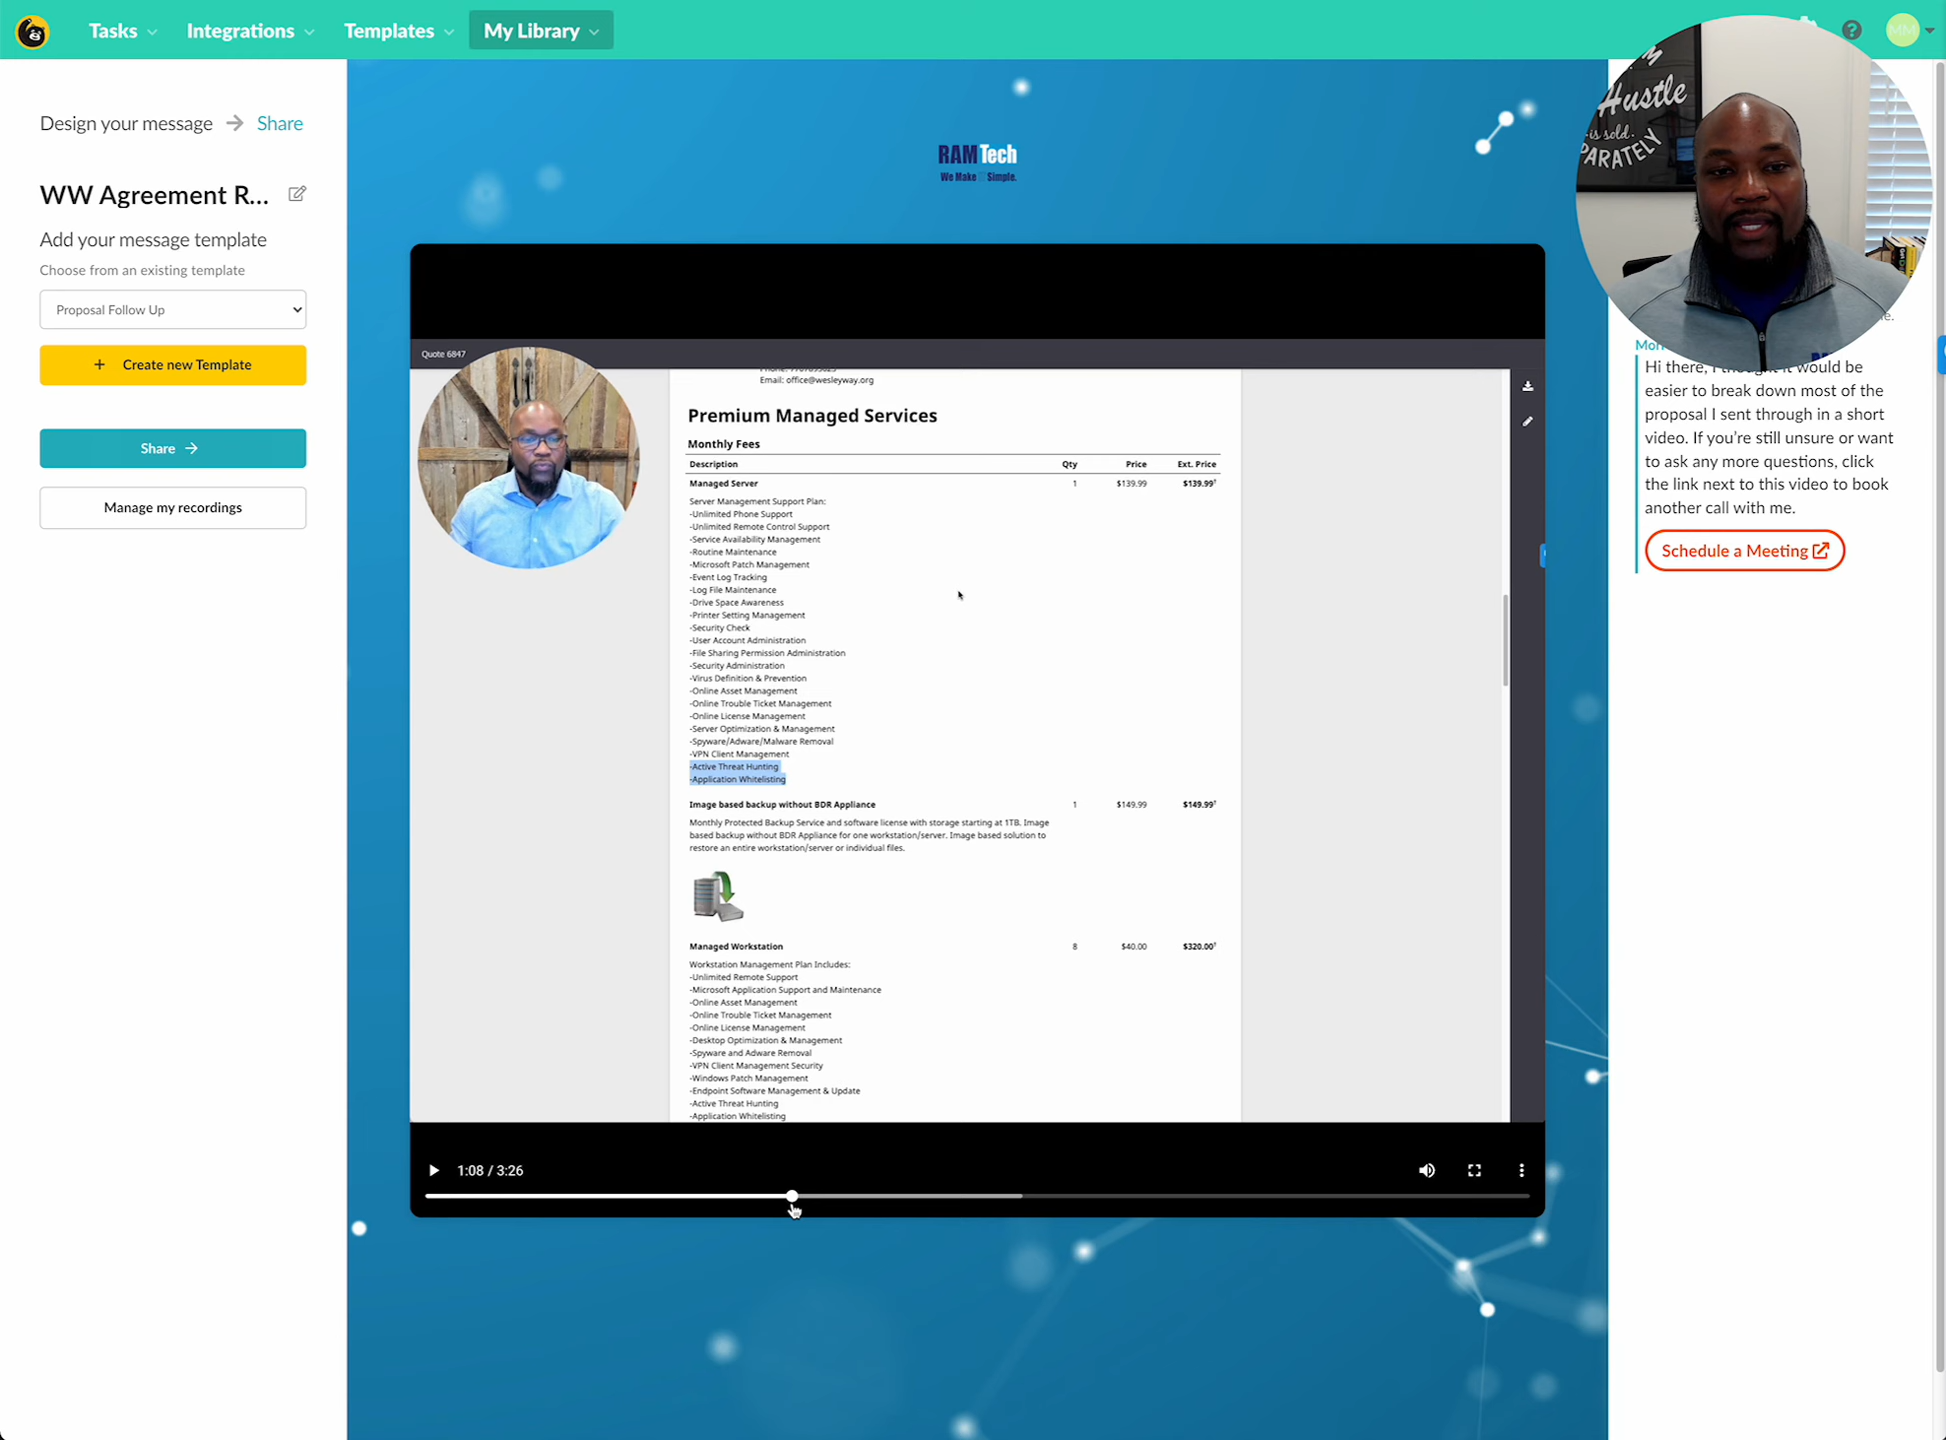 Tasks
Integrations
Templates
My Library
MM
Hustle
is sold
PARATELY
Design your message → Share
WW Agreement R...
Add your message template
Choose from an existing template
Proposal Follow Up
+ Create new Template
Share →
Manage my recordings
RAMTech
We Make Simple.
Quote 6847
Email: office@wesleyway.org
Premium Managed Services
Monthly Fees
Description Qty Price Ext. Price
Managed Server 1 $139.99 $139.99†
Server Management Support Plan:
-Unlimited Phone Support
-Unlimited Remote Control Support
-Service Availability Management
-Routine Maintenance
-Microsoft Patch Management
-Event Log Tracking
-Log File Maintenance
-Drive Space Awareness
-Printer Setting Management
-Security Check
-User Account Administration
-File Sharing Permission Administration
-Security Administration
-Virus Definition & Prevention
-Online Asset Management
-Online Trouble Ticket Management
-Online License Management
-Server Optimization & Management
-Spyware/Adware/Malware Removal
-VPN Client Management
-Active Threat Hunting
-Application Whitelisting
Image based backup without BDR Appliance 1 $149.99 $149.99†
Monthly Protected Backup Service and software license with storage starting at 1TB. Image
based backup without BDR Appliance for one workstation/server. Image based solution to
restore an entire workstation/server or individual files.
Managed Workstation 8 $40.00 $320.00†
Workstation Management Plan Includes:
-Unlimited Remote Support
-Microsoft Application Support and Maintenance
-Online Asset Management
-Online Trouble Ticket Management
-Online License Management
-Desktop Optimization & Management
-Spyware and Adware Removal
-VPN Client Management Security
-Windows Patch Management
-Endpoint Software Management & Update
-Active Threat Hunting
-Application Whitelisting
1:08 / 3:26
Hi there, I thought it would be
easier to break down most of the
proposal I sent through in a short
video. If you're still unsure or want
to ask any more questions, click
the link next to this video to book
another call with me.
Schedule a Meeting